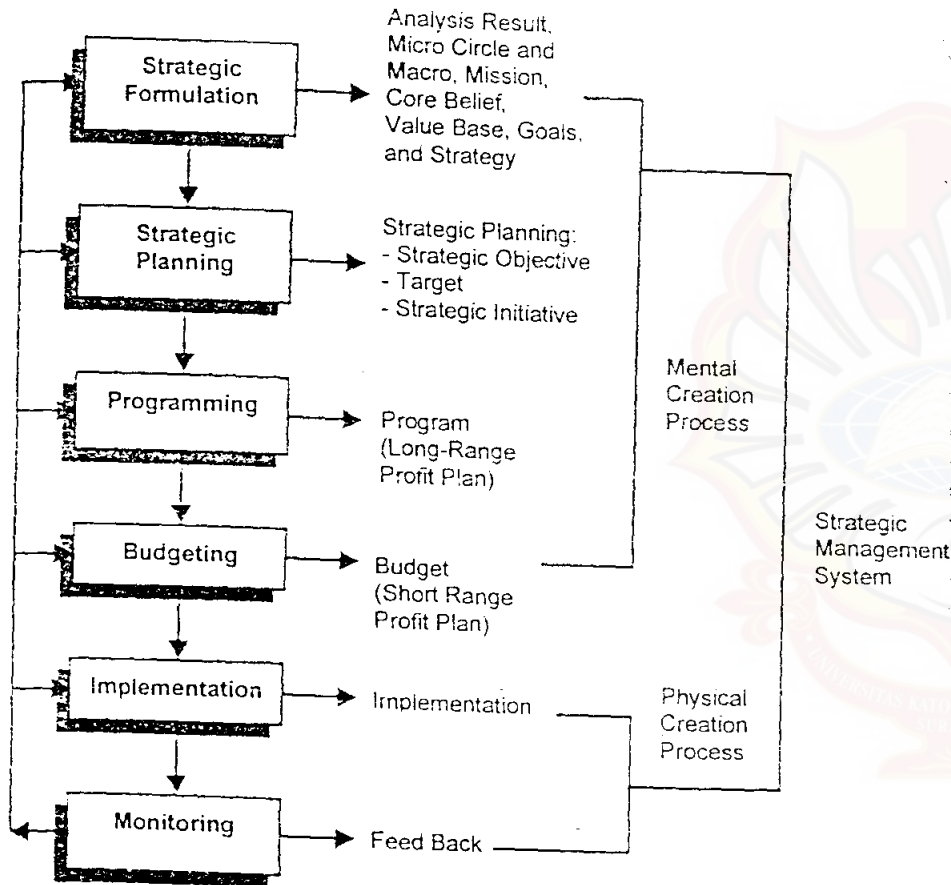 Strategic
Formulation
Analysis Result,
Micro Circle and
Macro, Mission,
Core Belief,
Value Base, Goals,
and Strategy
Strategic
Planning
Strategic Planning:
- Strategic Objective
- Target
- Strategic Initiative
Programming
Program
(Long-Range
Profit Plan)
Mental
Creation
Process
Budgeting
Budget
(Short Range
Profit Plan)
Strategic
Management
System
Implementation
Implementation
Physical
Creation
Process
Monitoring
Feed Back
UNIVERSITAS